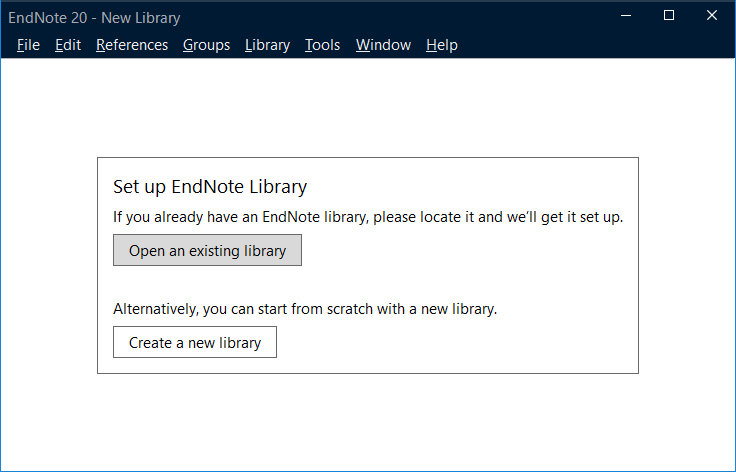 EndNote 20 - New Library
File Edit References Groups Library Tools Window Help
Set up EndNote Library
If you already have an EndNote library, please locate it and we’ll get it set up.
Open an existing library
Alternatively, you can start from scratch with a new library.
Create a new library